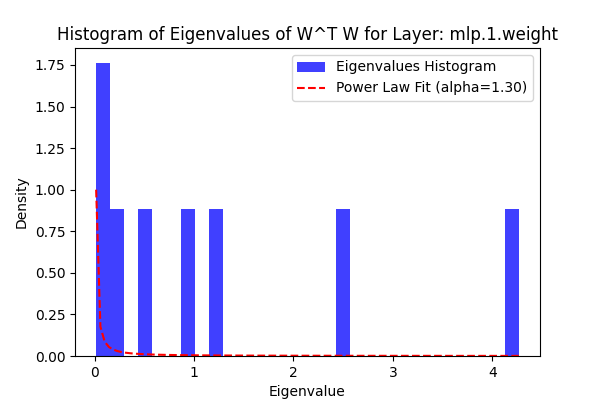 Histogram of Eigenvalues of W^T W for Layer: mlp.1.weight
Eigenvalues Histogram
Power Law Fit (alpha=1.30)
1.75
1.50
1.25
1.00
0.75
0.50
0.25
0.00
Density
0 1 2 3 4
Eigenvalue